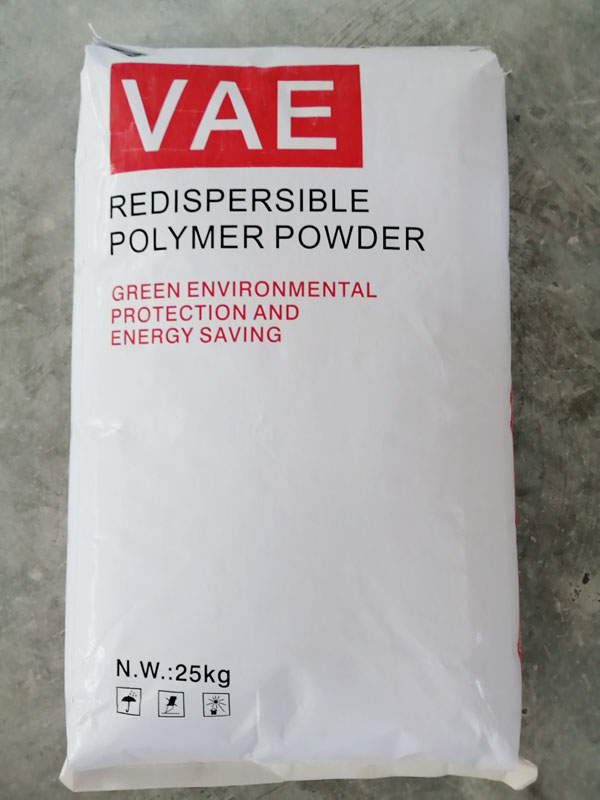 VAE
REDISPERSIBLE
POLYMER POWDER
GREEN ENVIRONMENTAL
PROTECTION AND
ENERGY SAVING
N.W.:25kg